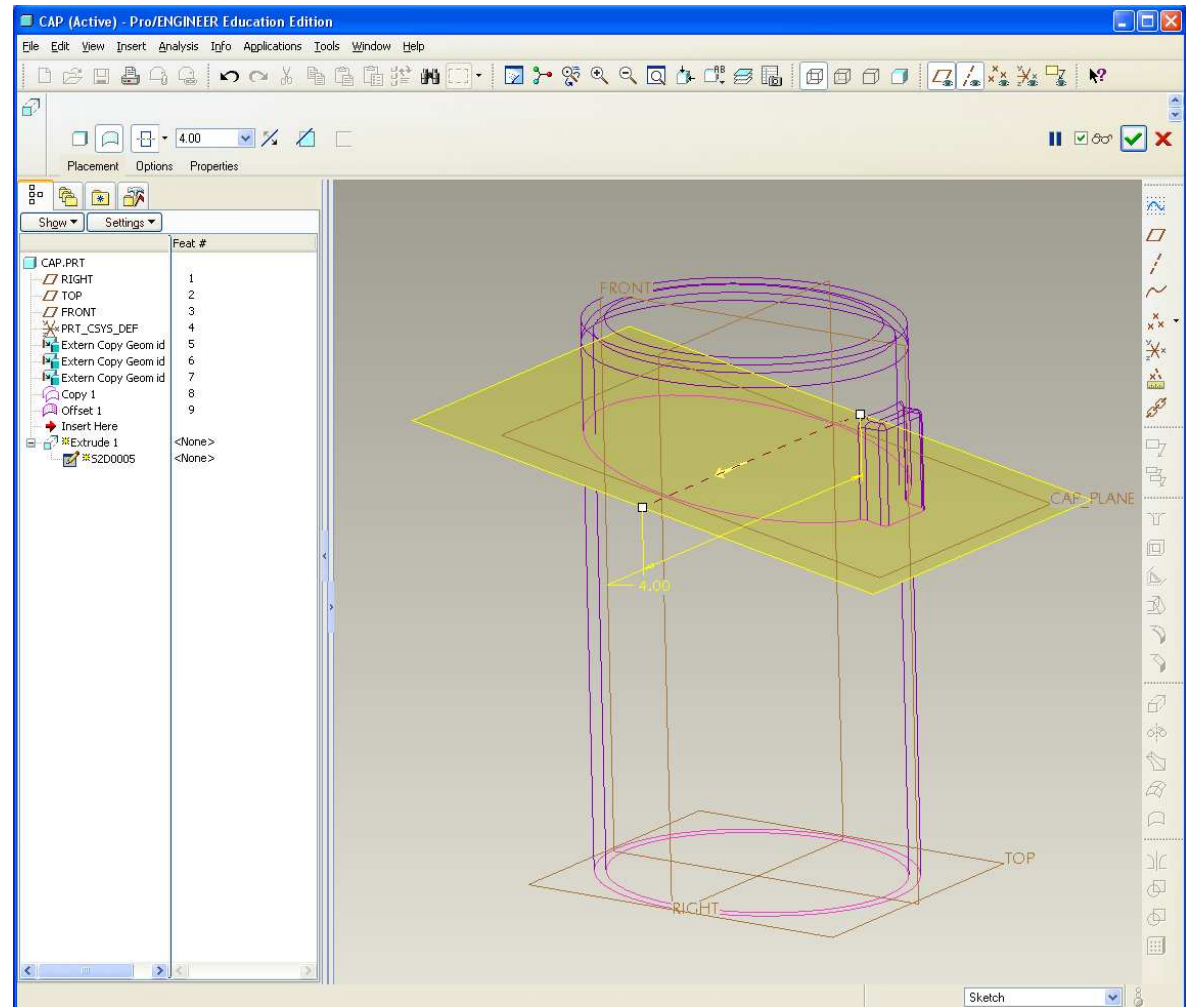 CAP (Active) - Pro/ENGINEER Education Edition
File Edit View Insert Analysis Info Applications Tools Window Help
4.00
Placement Options Properties
Show Settings
Feat #
CAP.PRT
RIGHT 1
TOP 2
FRONT 3
PRT_CSYS_DEF 4
Extern Copy Geom id 5
Extern Copy Geom id 6
Extern Copy Geom id 7
Copy 1 8
Offset 1 9
Insert Here
Extrude 1 <None>
S2D0005 <None>
FRONT
CAP_PLANE
4.00
TOP
RIGHT
Sketch